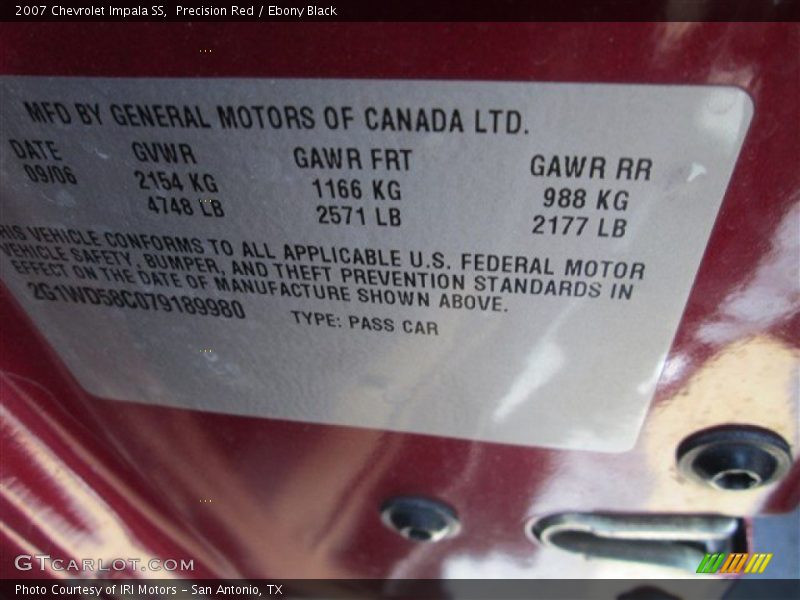 2007 Chevrolet Impala SS,  Precision Red / Ebony Black
MFD BY GENERAL MOTORS OF CANADA LTD.
DATE GVWR GAWR FRT GAWR RR
09/06 2154 KG 1166 KG 988 KG
4748 LB 2571 LB 2177 LB
HIS VEHICLE CONFORMS TO ALL APPLICABLE U.S. FEDERAL MOTOR
VEHICLE SAFETY, BUMPER, AND THEFT PREVENTION STANDARDS IN
EFFECT ON THE DATE OF MANUFACTURE SHOWN ABOVE.
2G1WD58C079189980 TYPE: PASS CAR
GTCARLOT.COM
Photo Courtesy of IRI Motors – San Antonio, TX